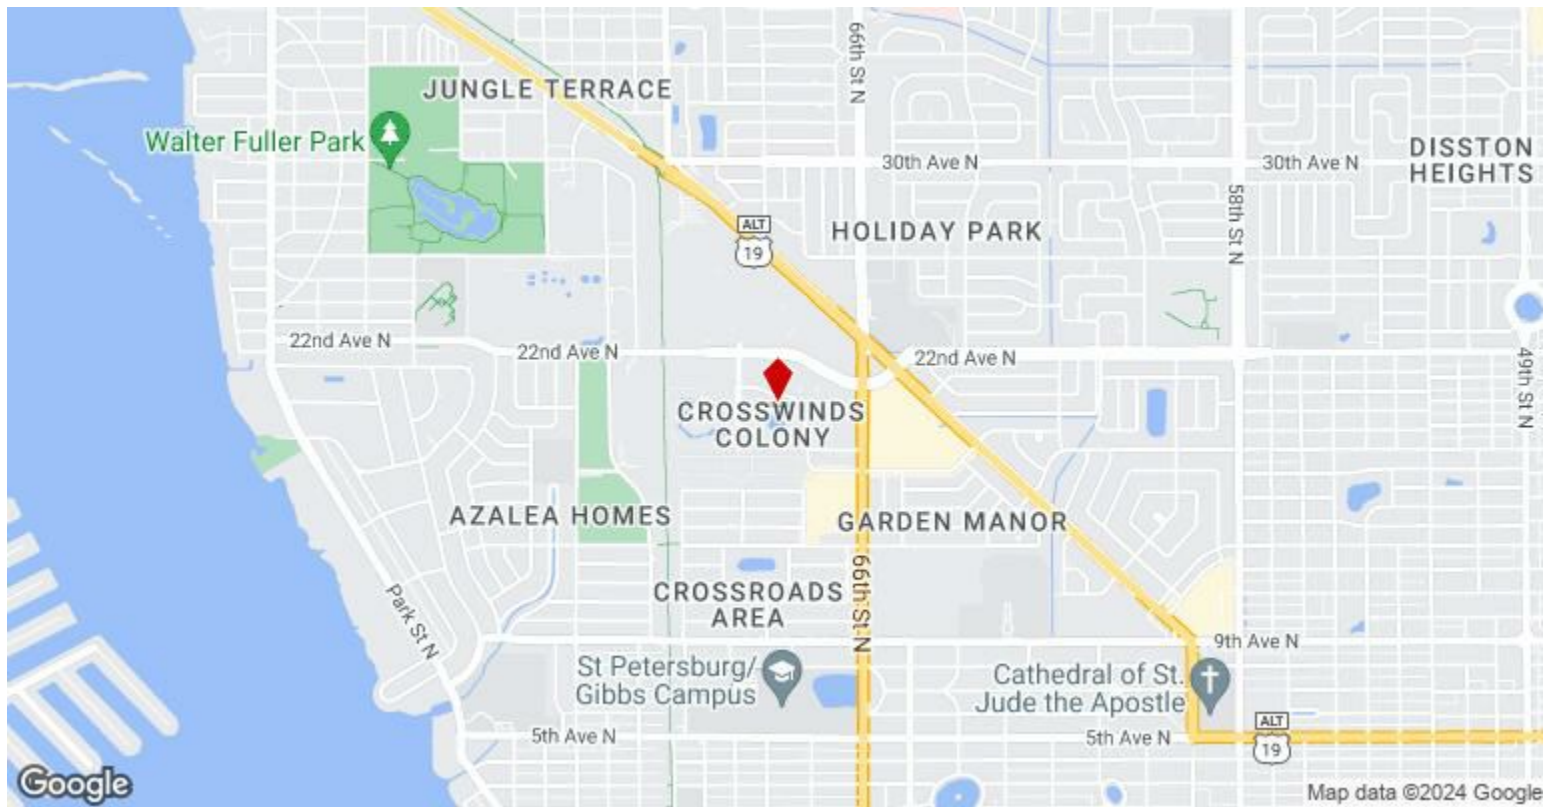 66th St N
JUNGLE TERRACE
Walter Fuller Park
30th Ave N
30th Ave N
DISSTON
HEIGHTS
58th St N
ALT
19
HOLIDAY PARK
22nd Ave N
22nd Ave N
22nd Ave N
49th St N
CROSSWINDS
COLONY
AZALEA HOMES
GARDEN MANOR
66th St N
CROSSROADS
AREA
Park St N
9th Ave N
St Petersburg/
Gibbs Campus
Cathedral of St.
Jude the Apostle
5th Ave N
5th Ave N
ALT
19
Google
Map data ©2024 Google